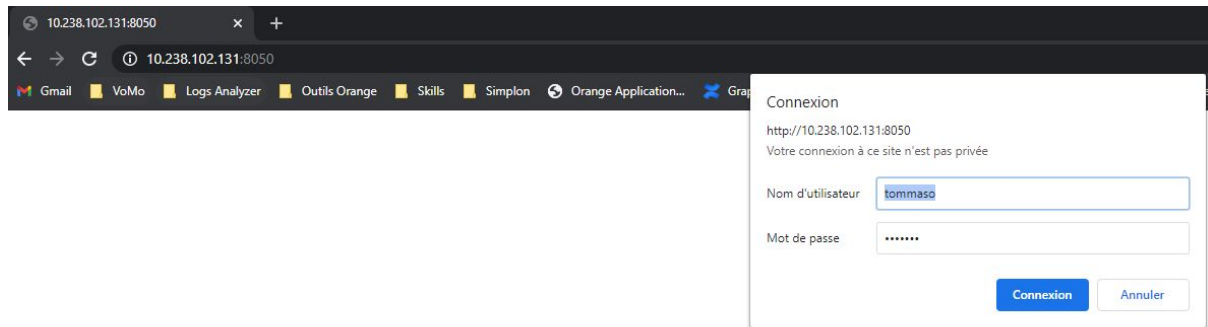 10.238.102.131:8050
10.238.102.131:8050
Gmail VoMo Logs Analyzer Outils Orange Skills Simplon Orange Application...
Connexion
http://10.238.102.131:8050
Votre connexion à ce site n'est pas privée
Nom d'utilisateur tommaso
Mot de passe •••••••
Connexion Annuler